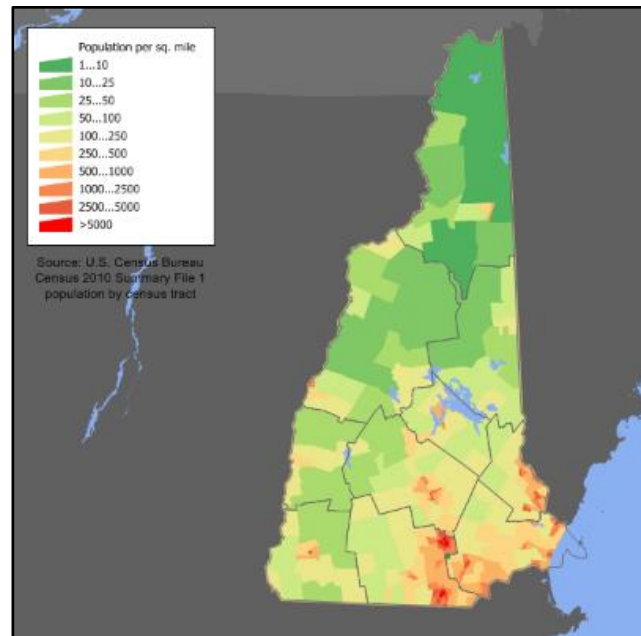 Population per sq. mile
1...10
10...25
25...50
50...100
100...250
250...500
500...1000
1000...2500
2500...5000
>5000
Source: U.S. Census Bureau
Census 2010 Summary File 1
population by census tract